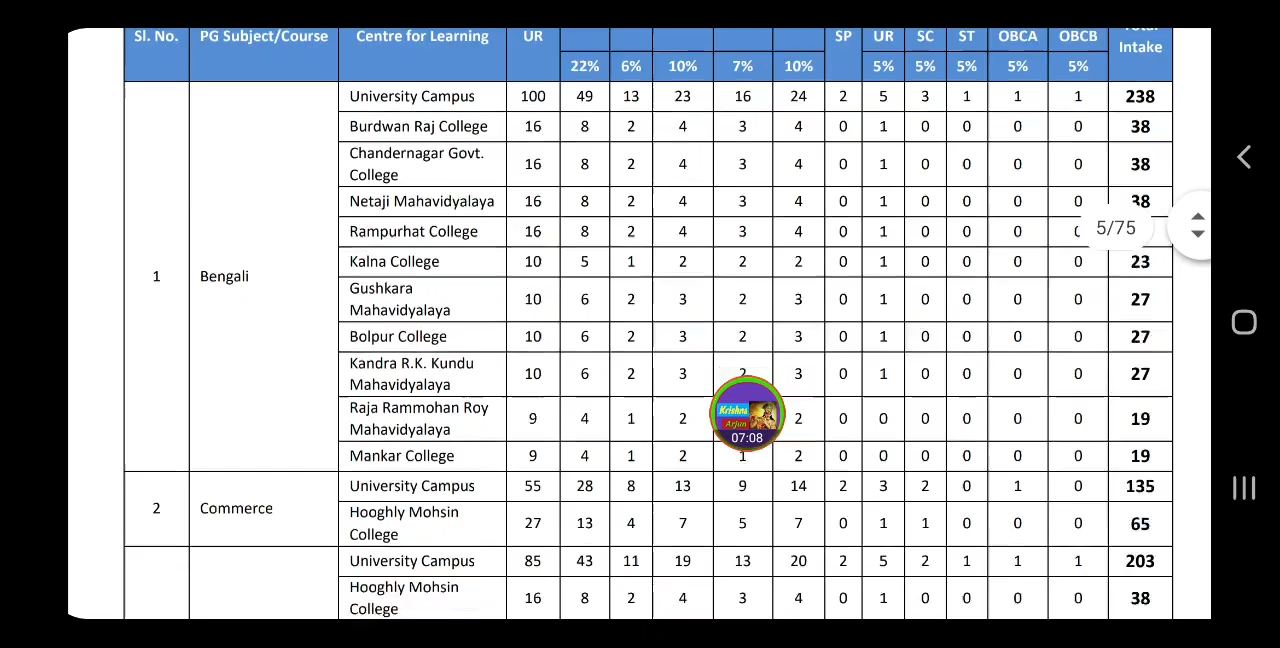 Sl. No. PG Subject/Course Centre for Learning UR SP UR SC ST OBCA OBCB Total Intake
22% 6% 10% 7% 10% 5% 5% 5% 5% 5%
1 Bengali
University Campus 100 49 13 23 16 24 2 5 3 1 1 1 238
Burdwan Raj College 16 8 2 4 3 4 0 1 0 0 0 0 38
Chandernagar Govt.
College 16 8 2 4 3 4 0 1 0 0 0 0 38
Netaji Mahavidyalaya 16 8 2 4 3 4 0 1 0 0 0 0 38
Rampurhat College 16 8 2 4 3 4 0 1 0 0 0
5/75
Kalna College 10 5 1 2 2 2 0 1 0 0 0 0 23
Gushkara
Mahavidyalaya 10 6 2 3 2 3 0 1 0 0 0 0 27
Bolpur College 10 6 2 3 2 3 0 1 0 0 0 0 27
Kandra R.K. Kundu
Mahavidyalaya 10 6 2 3 2 3 0 1 0 0 0 0 27
Raja Rammohan Roy
Mahavidyalaya 9 4 1 2 2 0 0 0 0 0 0 19
Krishna
Arjun
07:08
Mankar College 9 4 1 2 1 2 0 0 0 0 0 0 19
2 Commerce
University Campus 55 28 8 13 9 14 2 3 2 0 1 0 135
Hooghly Mohsin
College 27 13 4 7 5 7 0 1 1 0 0 0 65
University Campus 85 43 11 19 13 20 2 5 2 1 1 1 203
Hooghly Mohsin
College 16 8 2 4 3 4 0 1 0 0 0 0 38